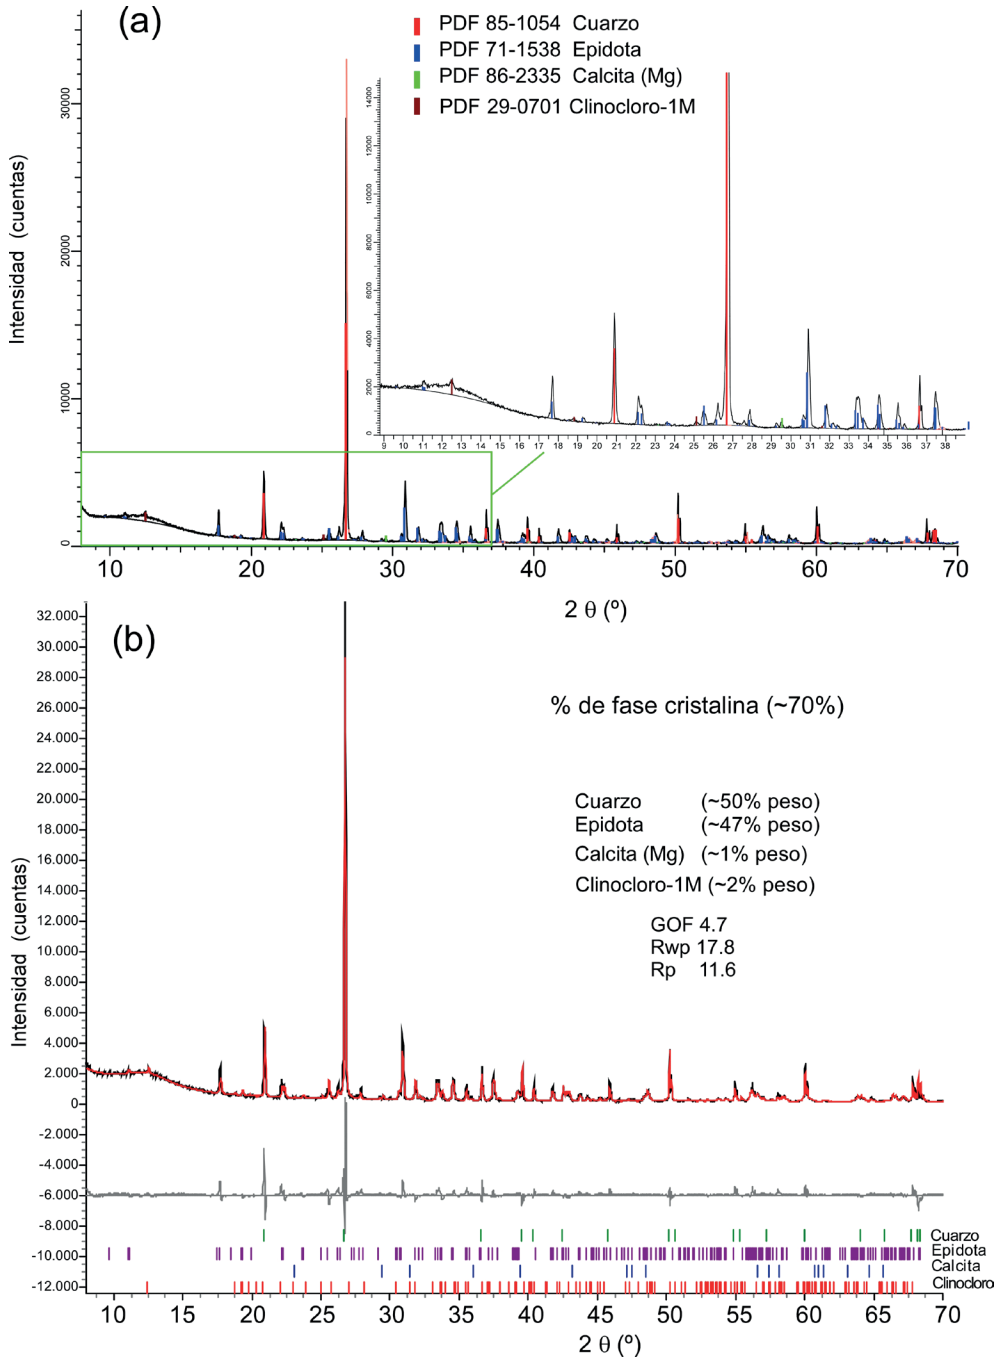 (a)
PDF 85-1054 Cuarzo
PDF 71-1538 Epidota
PDF 86-2335 Calcita (Mg)
PDF 29-0701 Clinocloro-1M
Intensidad (cuentas)
30000
20000
10000
0
14000
12000
10000
8000
6000
4000
2000
0
9 10 11 12 13 14 15 16 17 18 19 20 21 22 23 24 25 26 27 28 29 30 31 32 33 34 35 36 37 38
10 20 30 40 50 60 70
2 θ (º)
(b)
% de fase cristalina (~70%)
Cuarzo (~50% peso)
Epidota (~47% peso)
Calcita (Mg) (~1% peso)
Clinocloro-1M (~2% peso)
GOF 4.7
Rwp 17.8
Rp 11.6
Intensidad (cuentas)
32.000
30.000
28.000
26.000
24.000
22.000
20.000
18.000
16.000
14.000
12.000
10.000
8.000
6.000
4.000
2.000
0
-2.000
-4.000
-6.000
-8.000
-10.000
-12.000
Cuarzo
Epidota
Calcita
Clinocloro
10 15 20 25 30 35 40 45 50 55 60 65 70
2 θ (º)